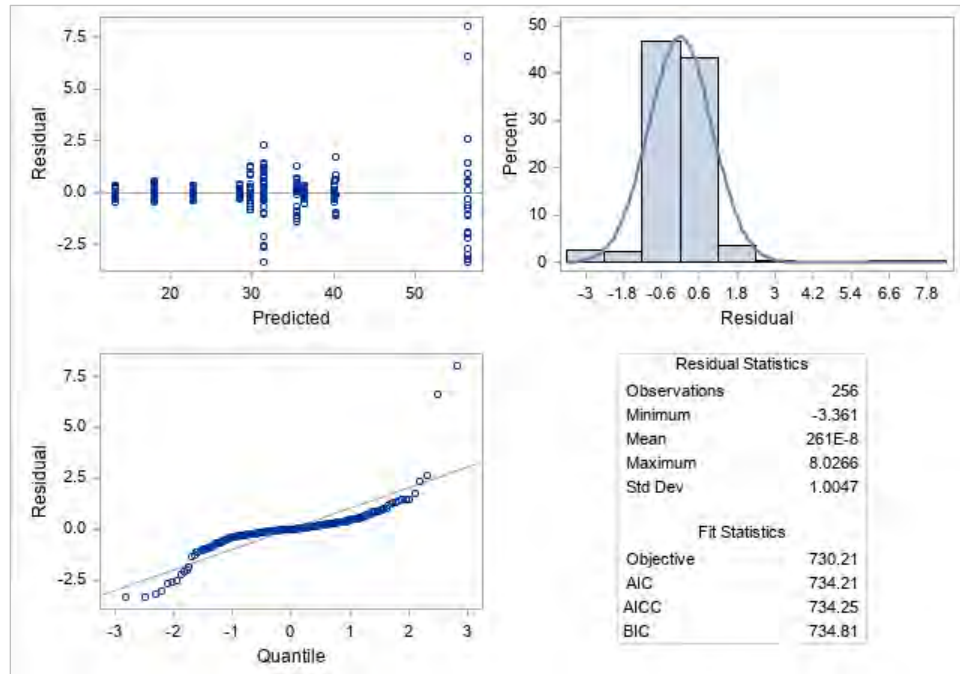 7.5
5.0
2.5
0.0
-2.5
Residual
20 30 40 50
Predicted
50
40
30
20
10
0
Percent
-3 -1.8 -0.6 0.6 1.8 3 4.2 5.4 6.6 7.8
Residual
7.5
5.0
2.5
0.0
-2.5
Residual
-3 -2 -1 0 1 2 3
Quantile
Residual Statistics
Observations 256
Minimum -3.361
Mean 261E-8
Maximum 8.0266
Std Dev 1.0047
Fit Statistics
Objective 730.21
AIC 734.21
AICC 734.25
BIC 734.81